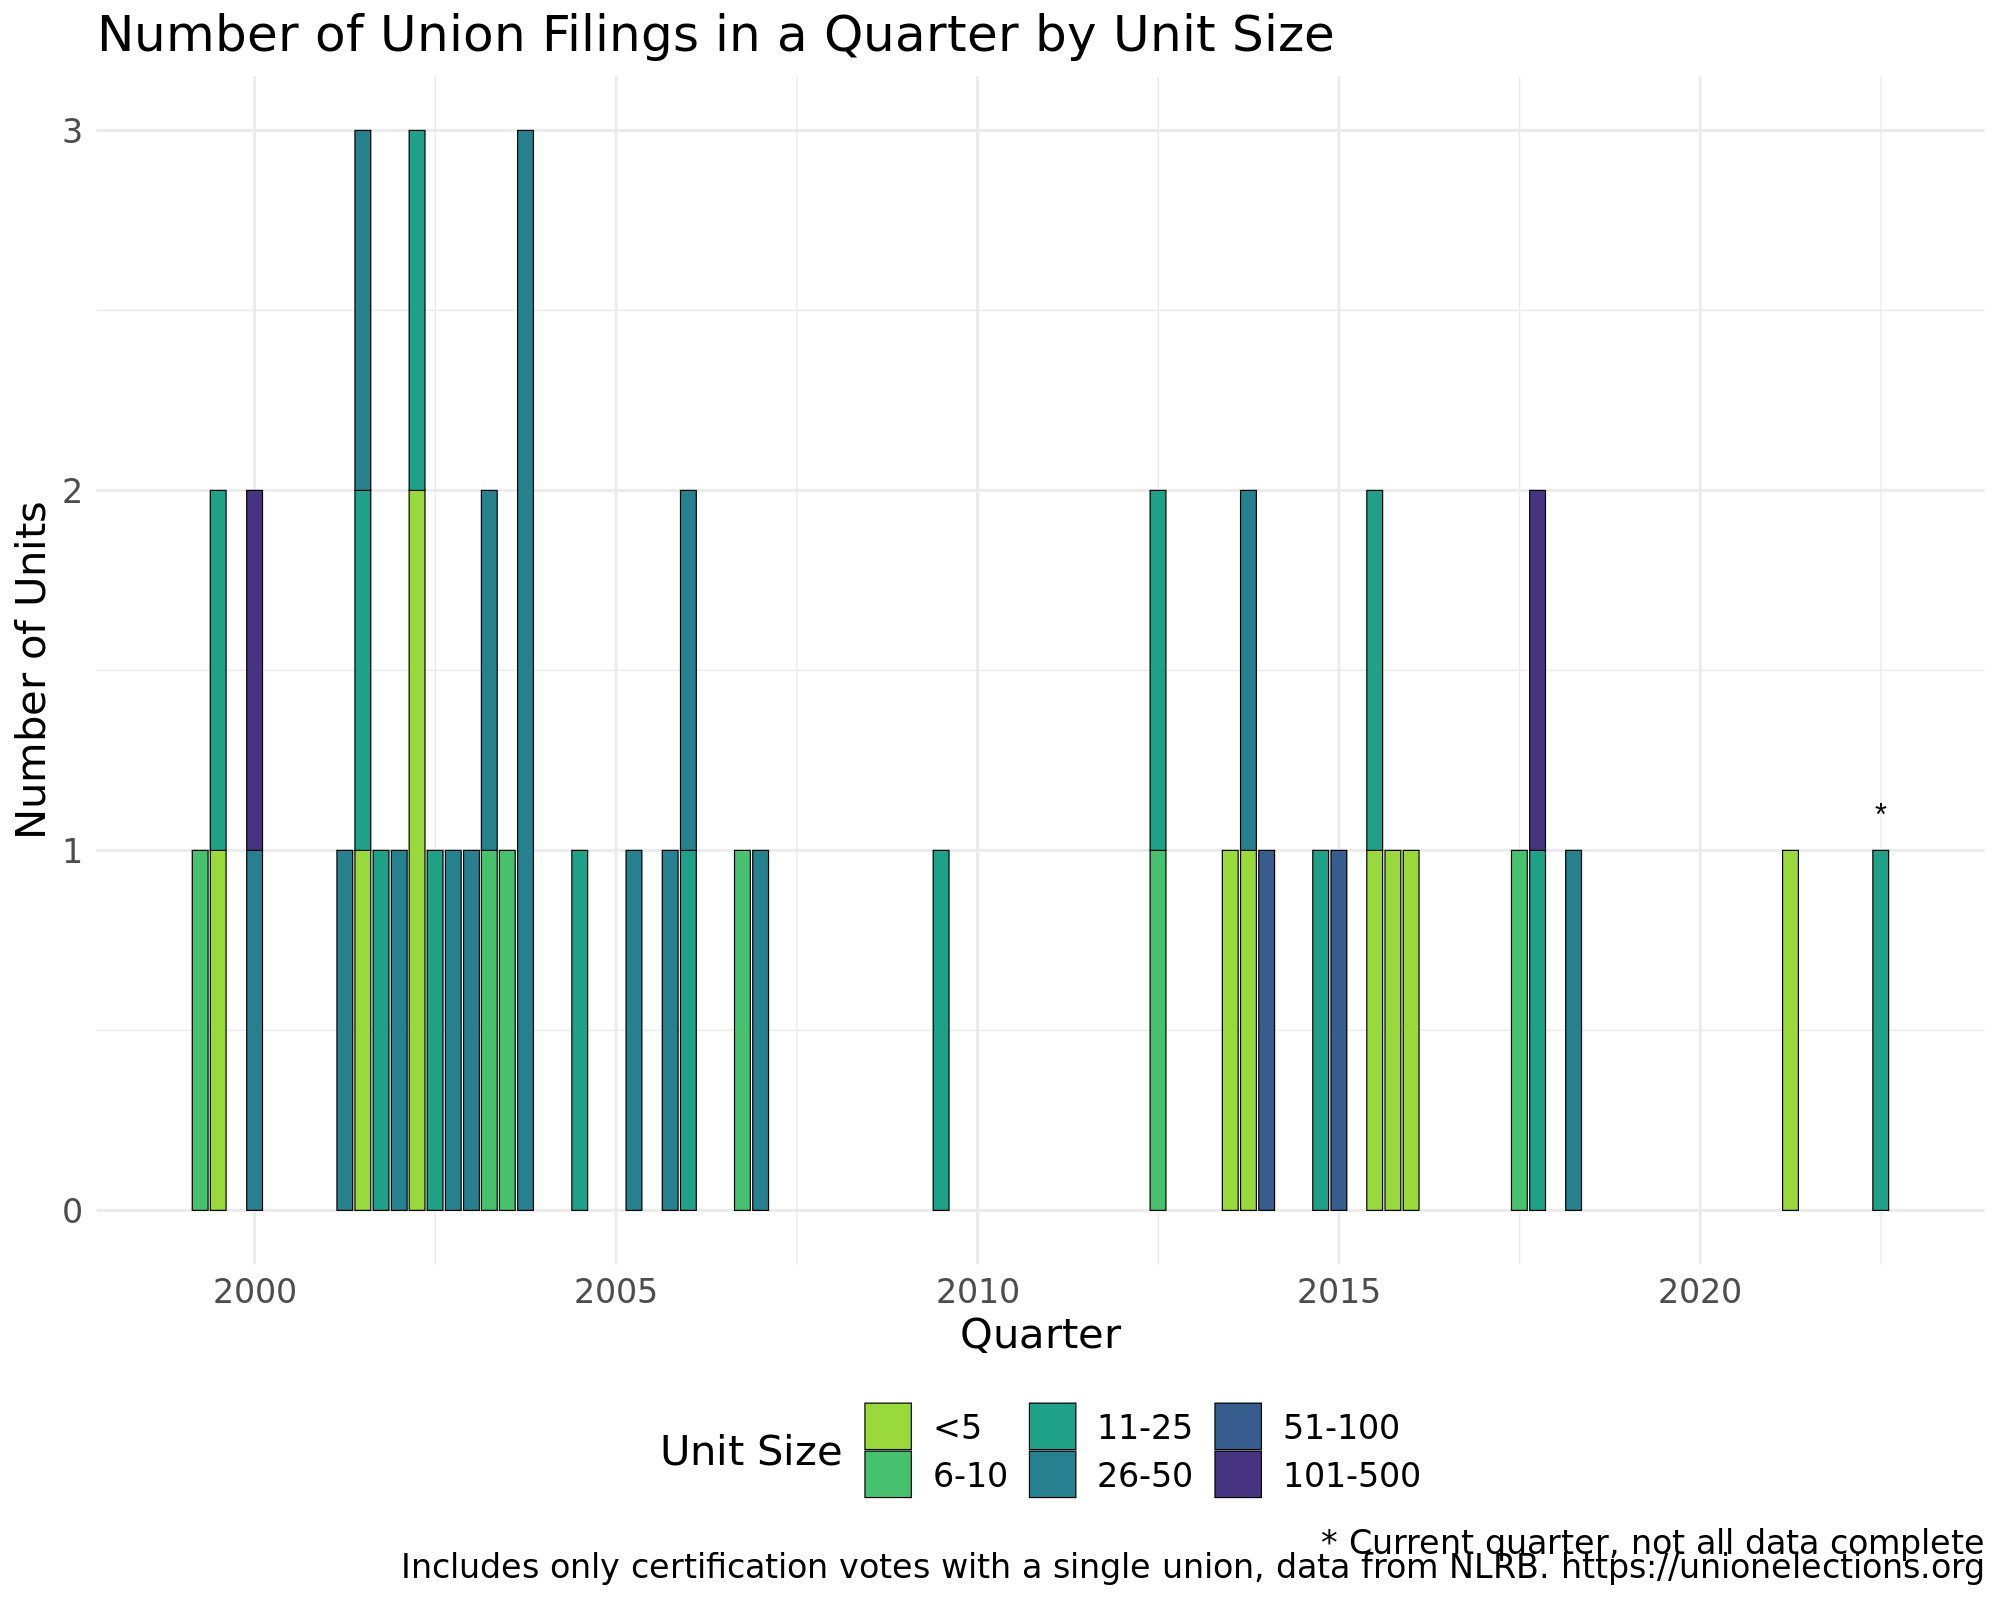 Number of Union Filings in a Quarter by Unit Size
Number of Units
3
2
1
0
*
2000 2005 2010 2015 2020
Quarter
Unit Size
<5 11-25 51-100
6-10 26-50 101-500
* Current quarter, not all data complete
Includes only certification votes with a single union, data from NLRB. https://unionelections.org